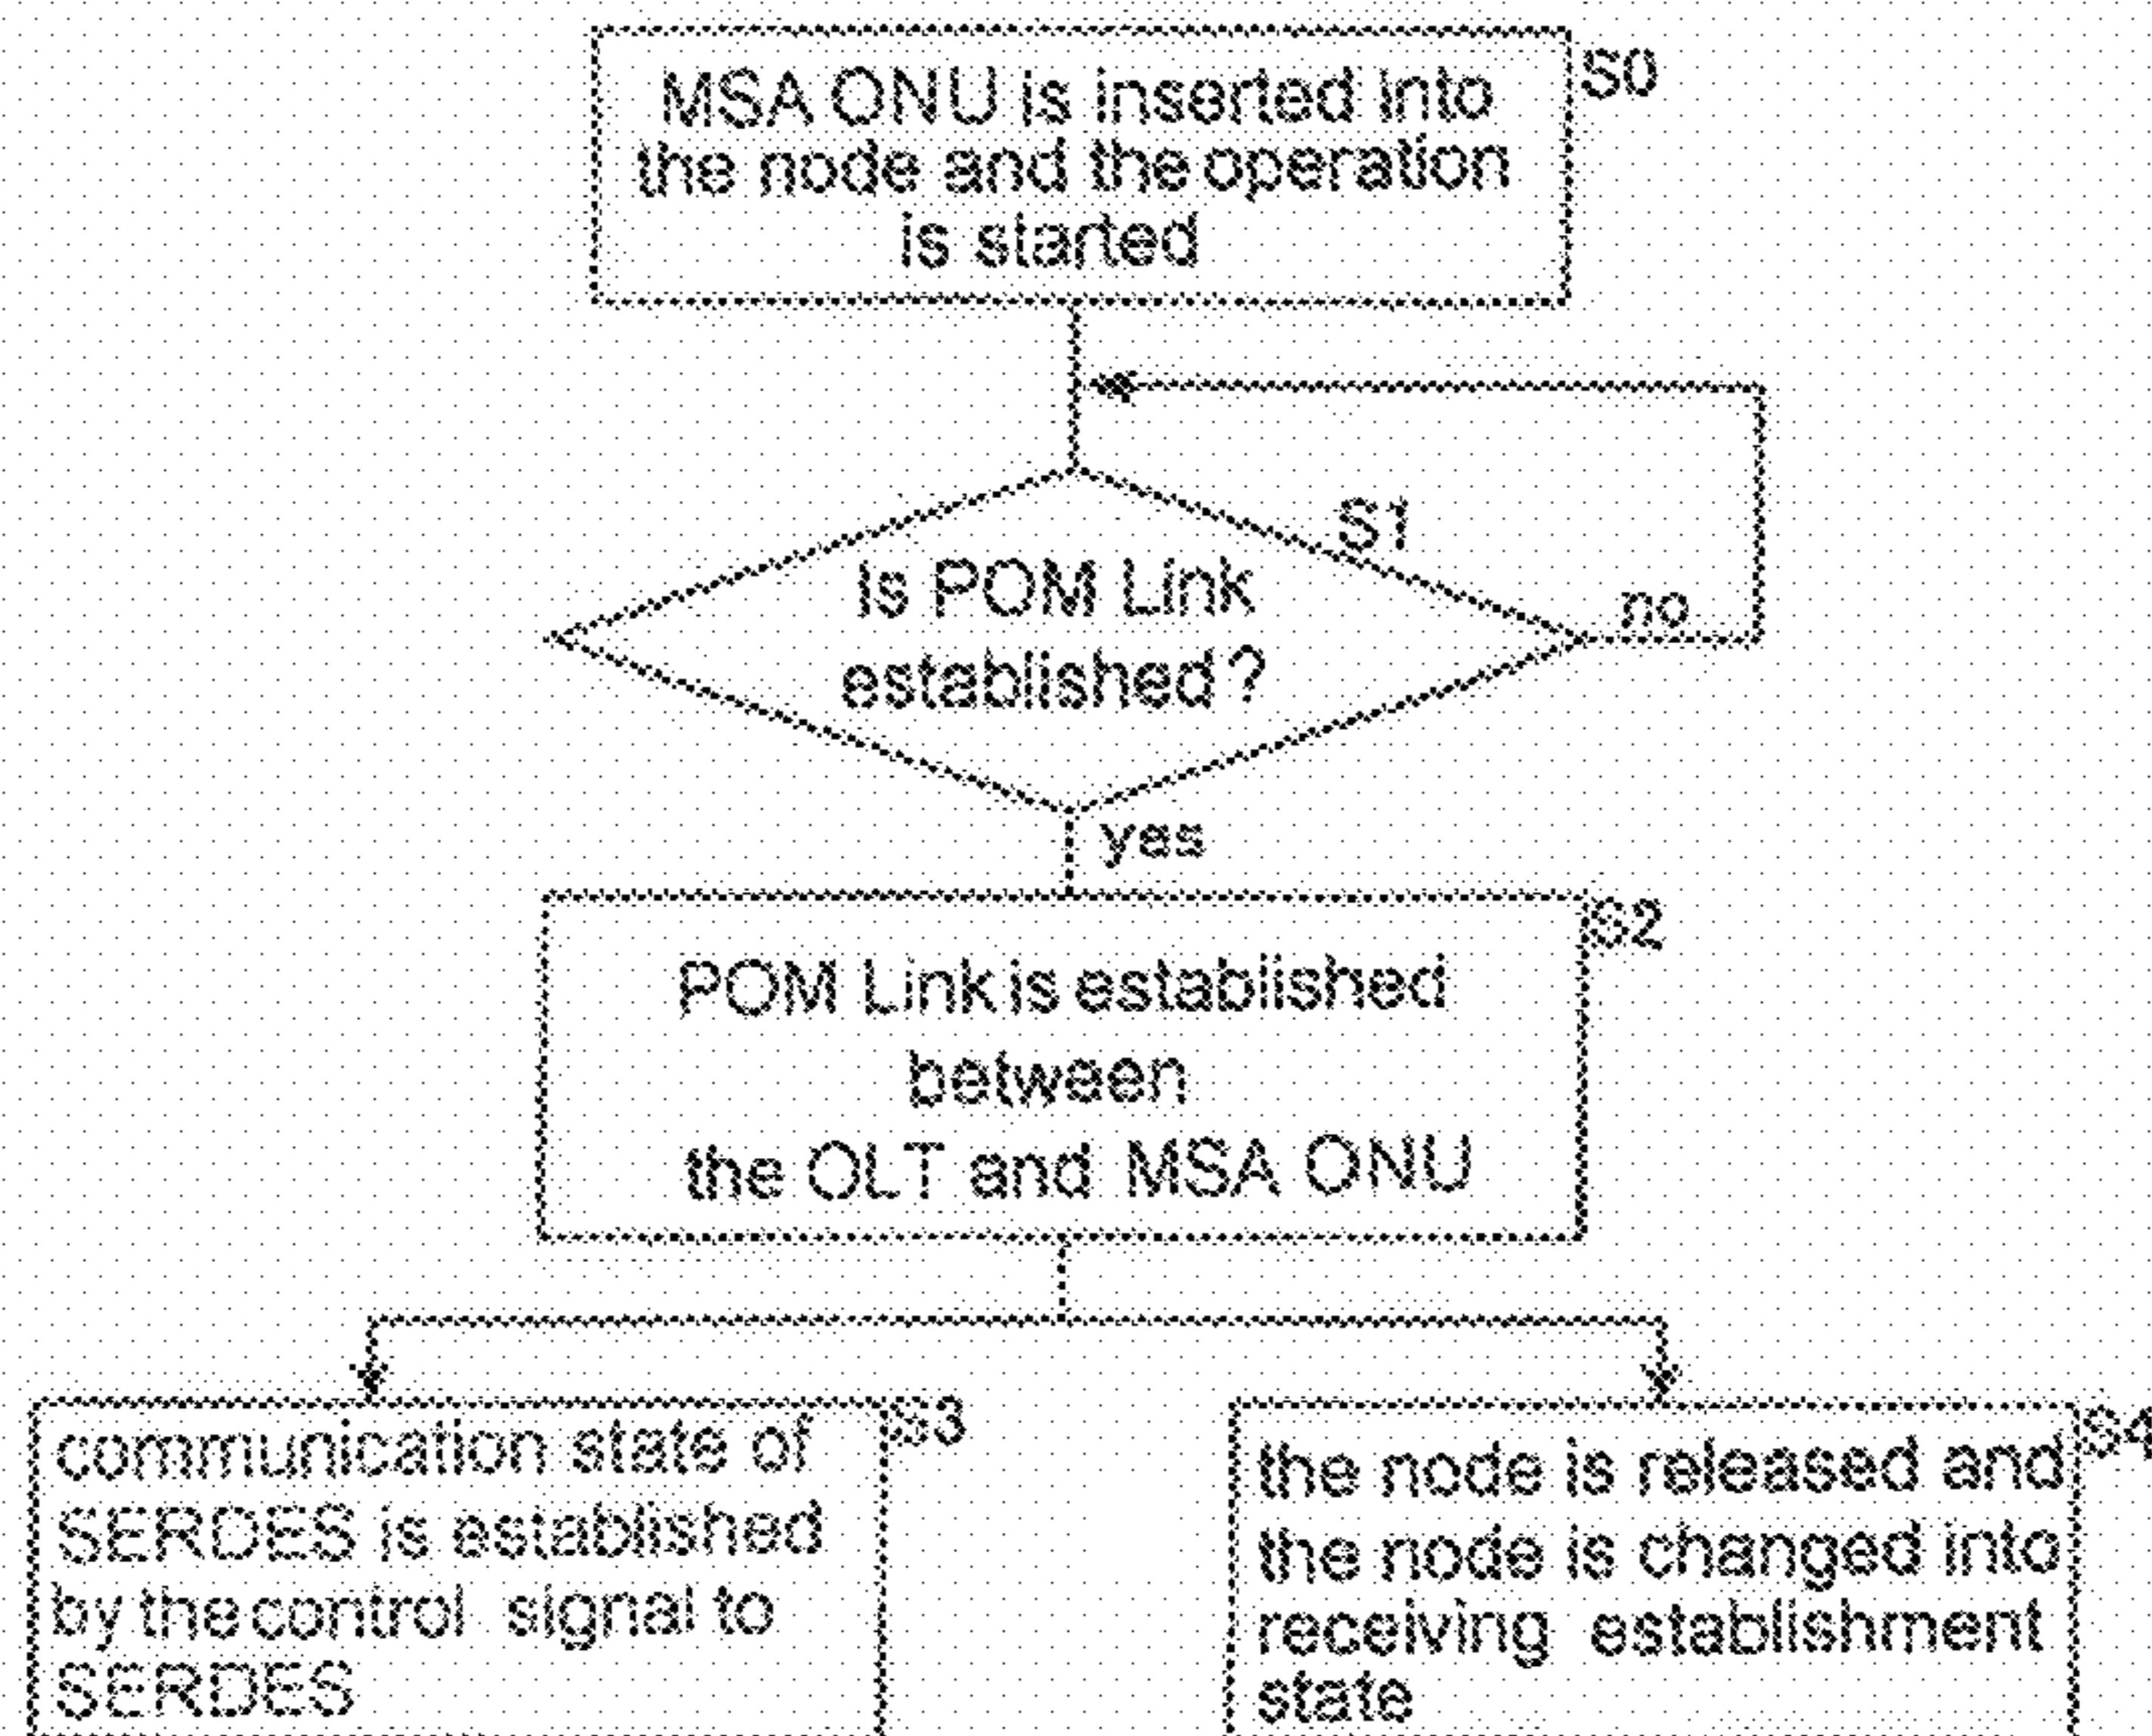 MSA ONU is inserted into
S0
the node and the operation
is started
S1
Is POM Link
no
established?
yes
S2
POM Link is established
between
the OLT and MSA ONU
communication state of
S3
SERDES is established
by the control signal to
SERDES
S4
the node is released and
the node is changed into
receiving establishment
state